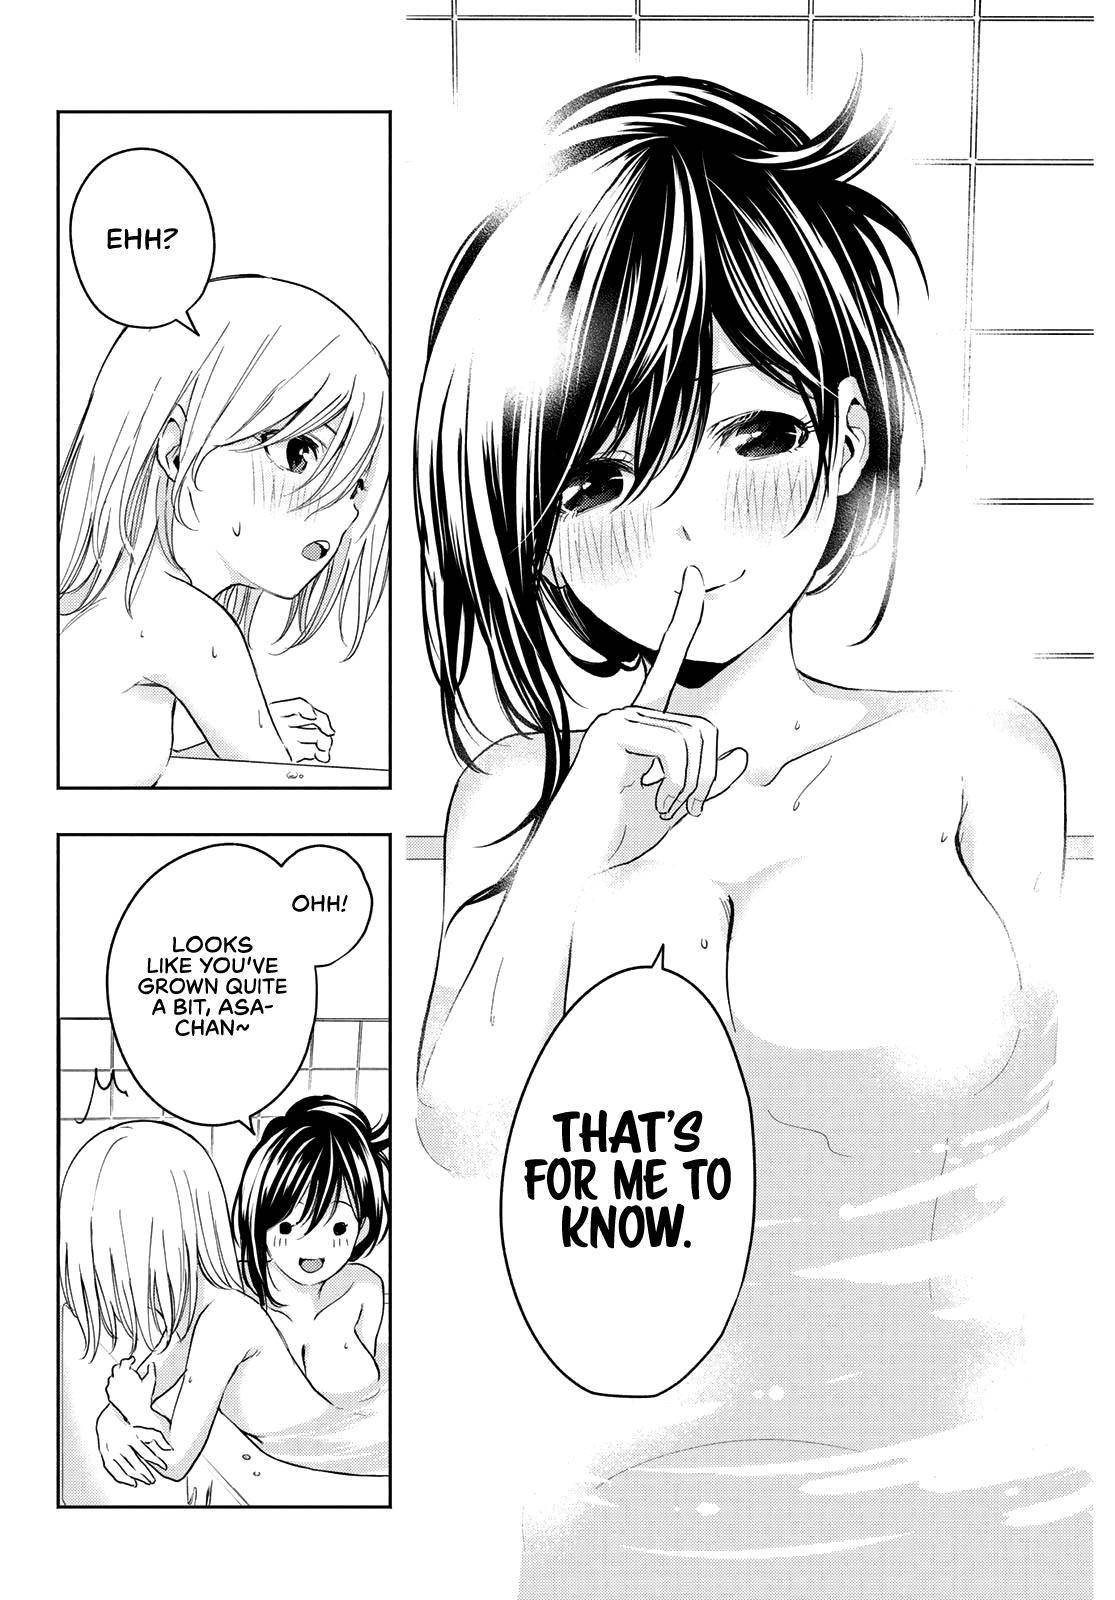 THAT'S
FOR ME TO
KNOW.
EHH?
OHH!
LOOKS
LIKE YOU'VE
GROWN QUITE
A BIT, ASA-
CHAN~